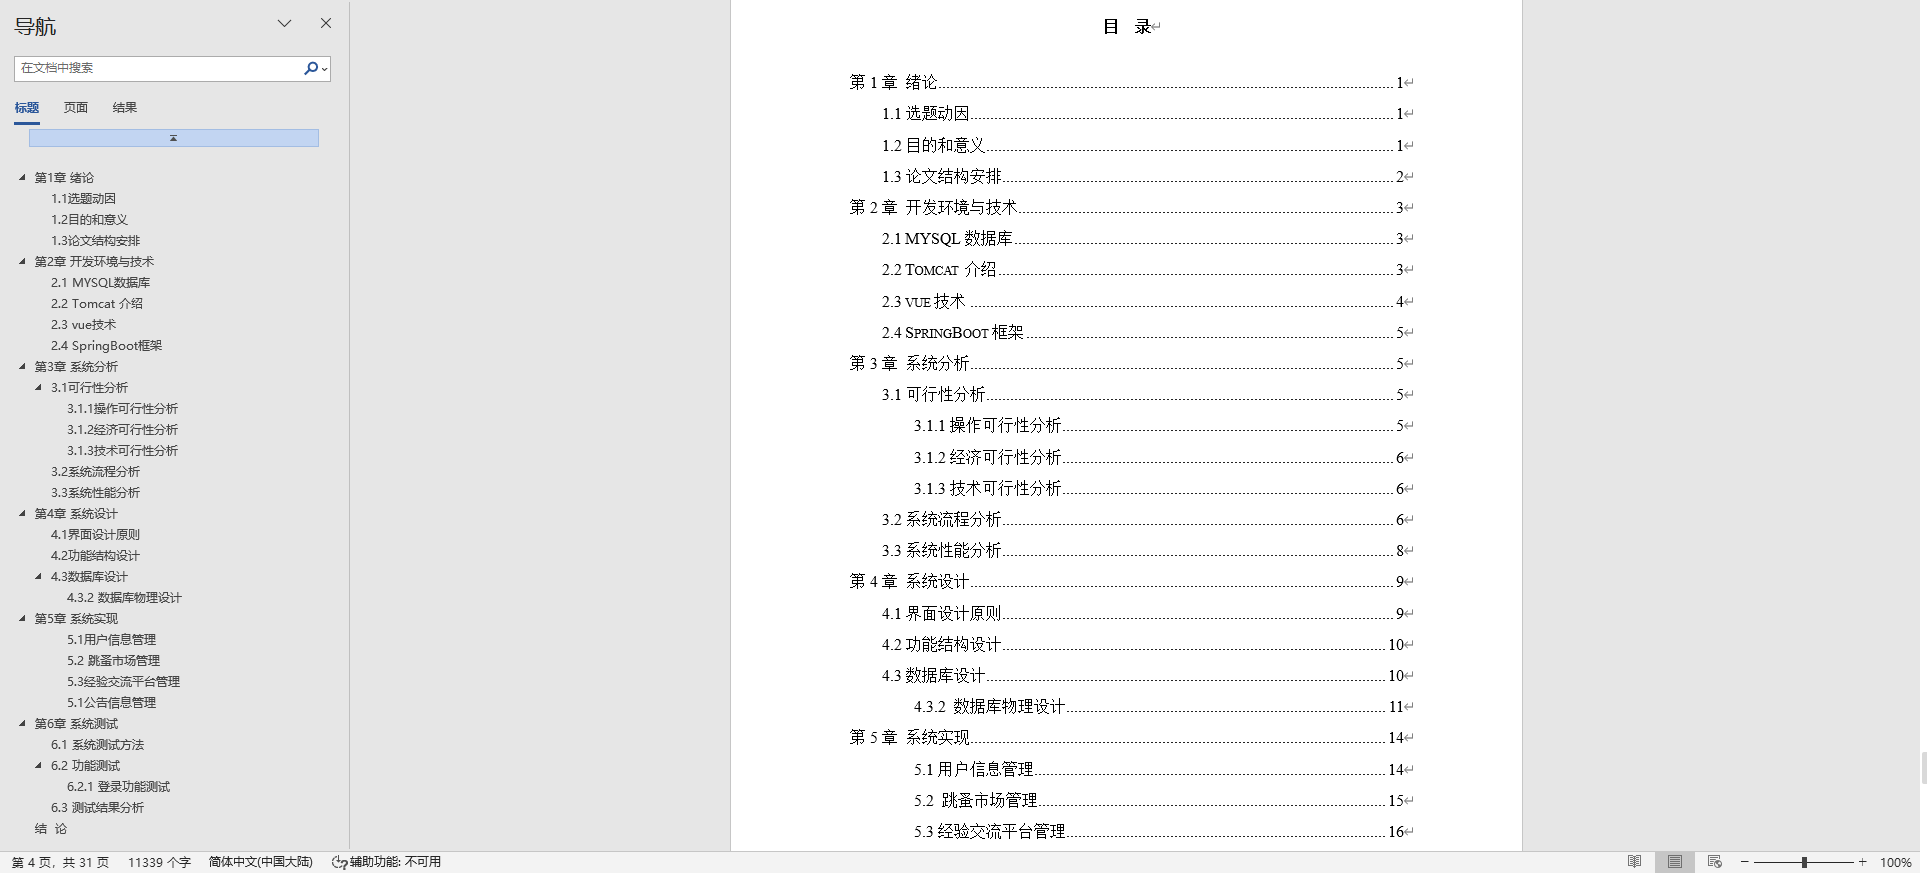 导航
在文档中搜索
标题 页面 结果
第1章 绪论
1.1选题动因
1.2目的和意义
1.3论文结构安排
第2章 开发环境与技术
2.1 MYSQL数据库
2.2 Tomcat 介绍
2.3 vue技术
2.4 SpringBoot框架
第3章 系统分析
3.1可行性分析
3.1.1操作可行性分析
3.1.2经济可行性分析
3.1.3技术可行性分析
3.2系统流程分析
3.3系统性能分析
第4章 系统设计
4.1界面设计原则
4.2功能结构设计
4.3数据库设计
4.3.2 数据库物理设计
第5章 系统实现
5.1用户信息管理
5.2 跳蚤市场管理
5.3经验交流平台管理
5.1公告信息管理
第6章 系统测试
6.1 系统测试方法
6.2 功能测试
6.2.1 登录功能测试
6.3 测试结果分析
结 论
目 录
第 1 章 绪论 1
1.1 选题动因 1
1.2 目的和意义 1
1.3 论文结构安排 2
第 2 章 开发环境与技术 3
2.1 MYSQL 数据库 3
2.2 TOMCAT 介绍 3
2.3 VUE 技术 4
2.4 SPRINGBOOT 框架 5
第 3 章 系统分析 5
3.1 可行性分析 5
3.1.1 操作可行性分析 5
3.1.2 经济可行性分析 6
3.1.3 技术可行性分析 6
3.2 系统流程分析 6
3.3 系统性能分析 8
第 4 章 系统设计 9
4.1 界面设计原则 9
4.2 功能结构设计 10
4.3 数据库设计 10
4.3.2 数据库物理设计 11
第 5 章 系统实现 14
5.1 用户信息管理 14
5.2 跳蚤市场管理 15
5.3 经验交流平台管理 16
第 4 页，共 31 页 11339 个字 简体中文(中国大陆) 辅助功能: 不可用 100%